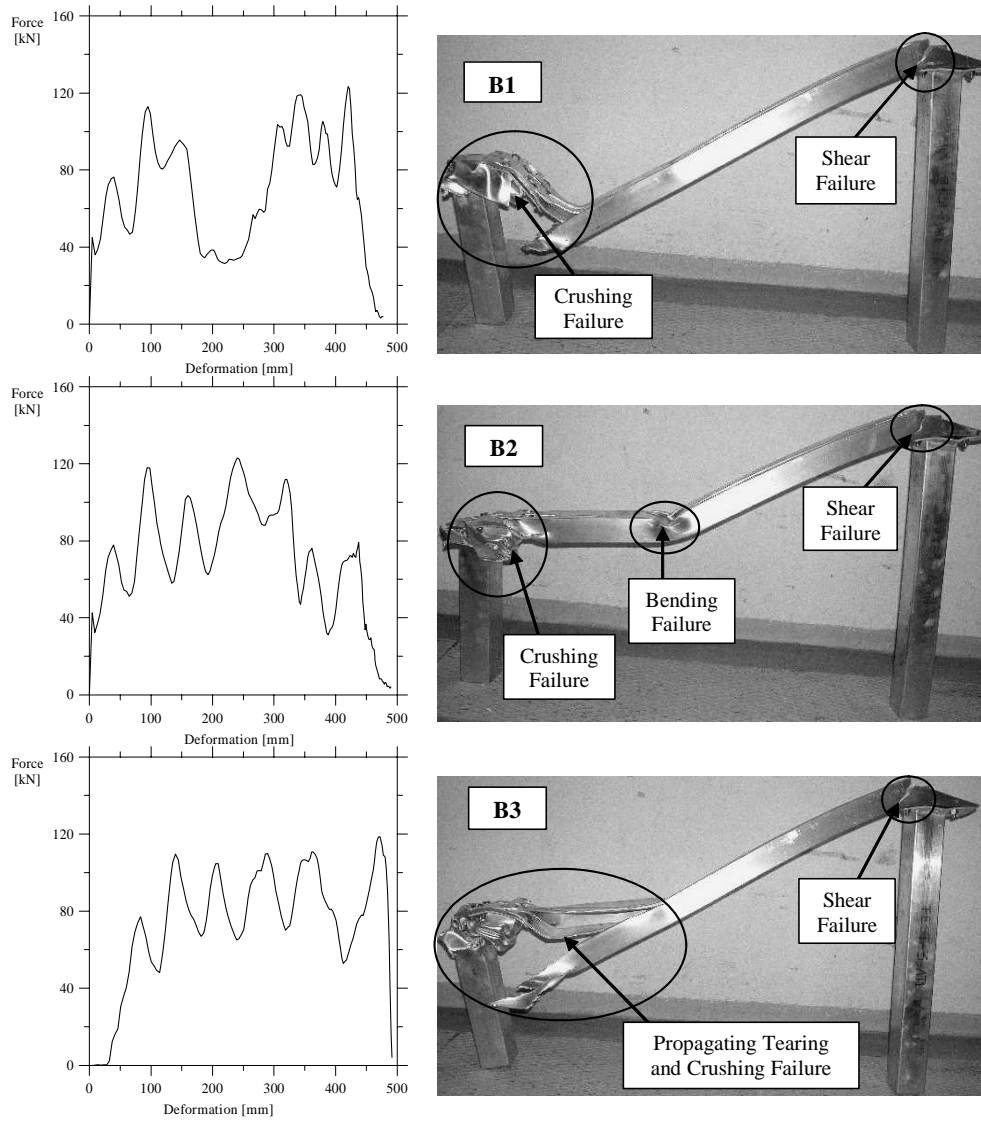 Force
[kN]
160
120
80
40
0
0 100 200 300 400 500
Deformation [mm]
B1
Shear
Failure
Crushing
Failure
Force
[kN]
160
120
80
40
0
0 100 200 300 400 500
Deformation [mm]
B2
Shear
Failure
Bending
Failure
Crushing
Failure
Force
[kN]
160
120
80
40
0
0 100 200 300 400 500
Deformation [mm]
B3
Shear
Failure
Propagating Tearing
and Crushing Failure